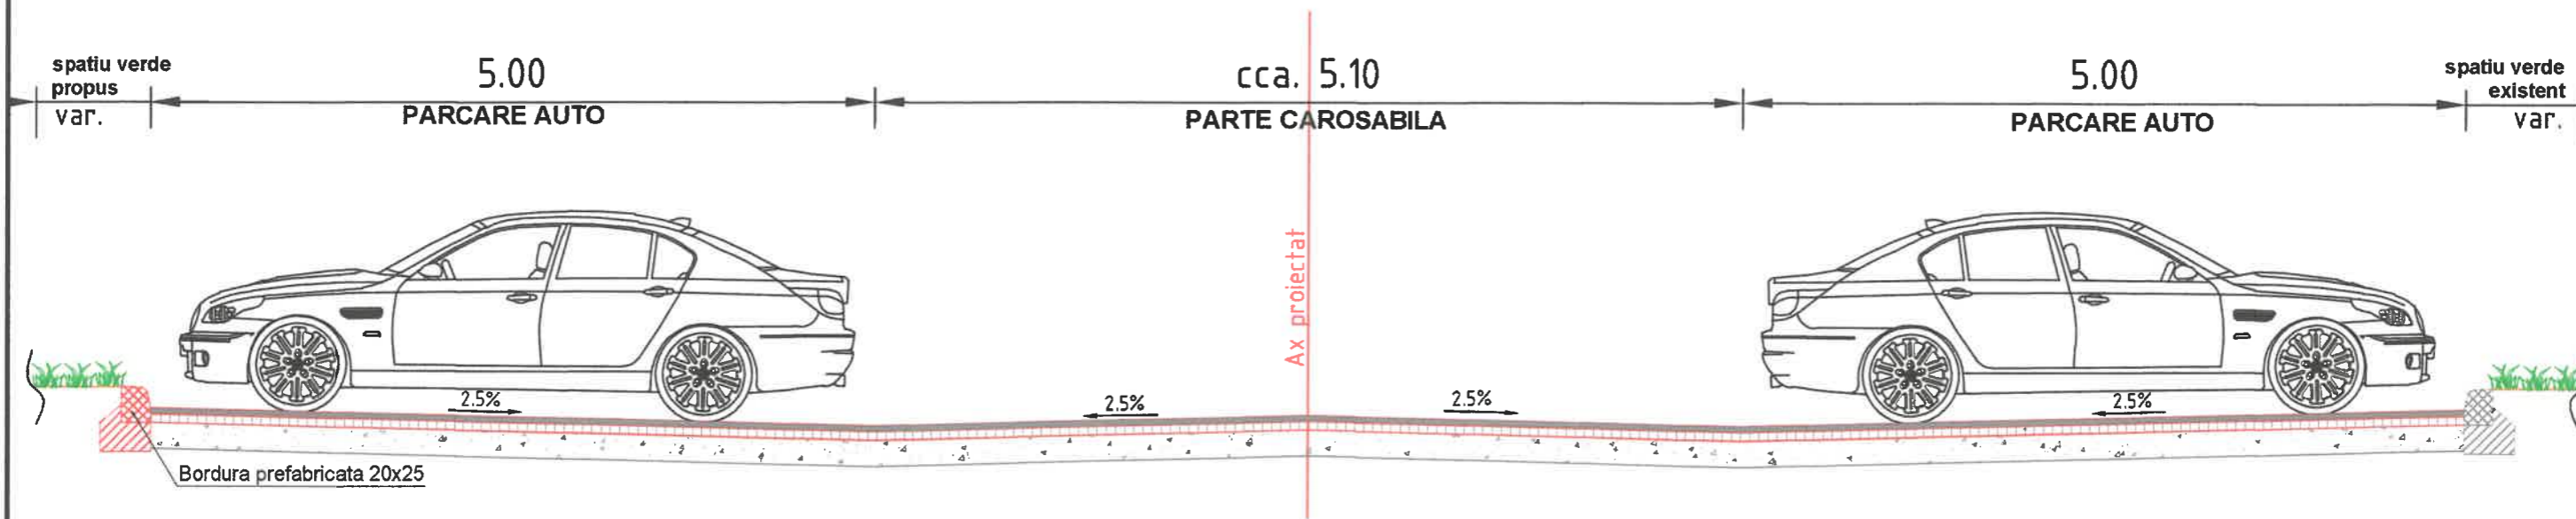 spatiu verde
propus
var.
5.00
PARCARE AUTO
cca. 5.10
PARTE CAROSABILA
5.00
PARCARE AUTO
spatiu verde
existent
var.
Ax proiectat
2.5%
2.5%
2.5%
2.5%
Bordura prefabricata 20x25